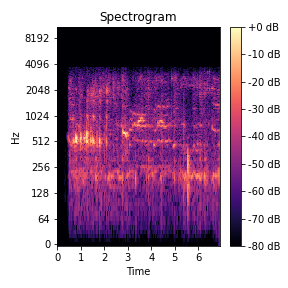 Spectrogram
8192
4096
2048
1024
512
256
128
64
0
Hz
0 1 2 3 4 5 6
Time
+0 dB
-10 dB
-20 dB
-30 dB
-40 dB
-50 dB
-60 dB
-70 dB
-80 dB